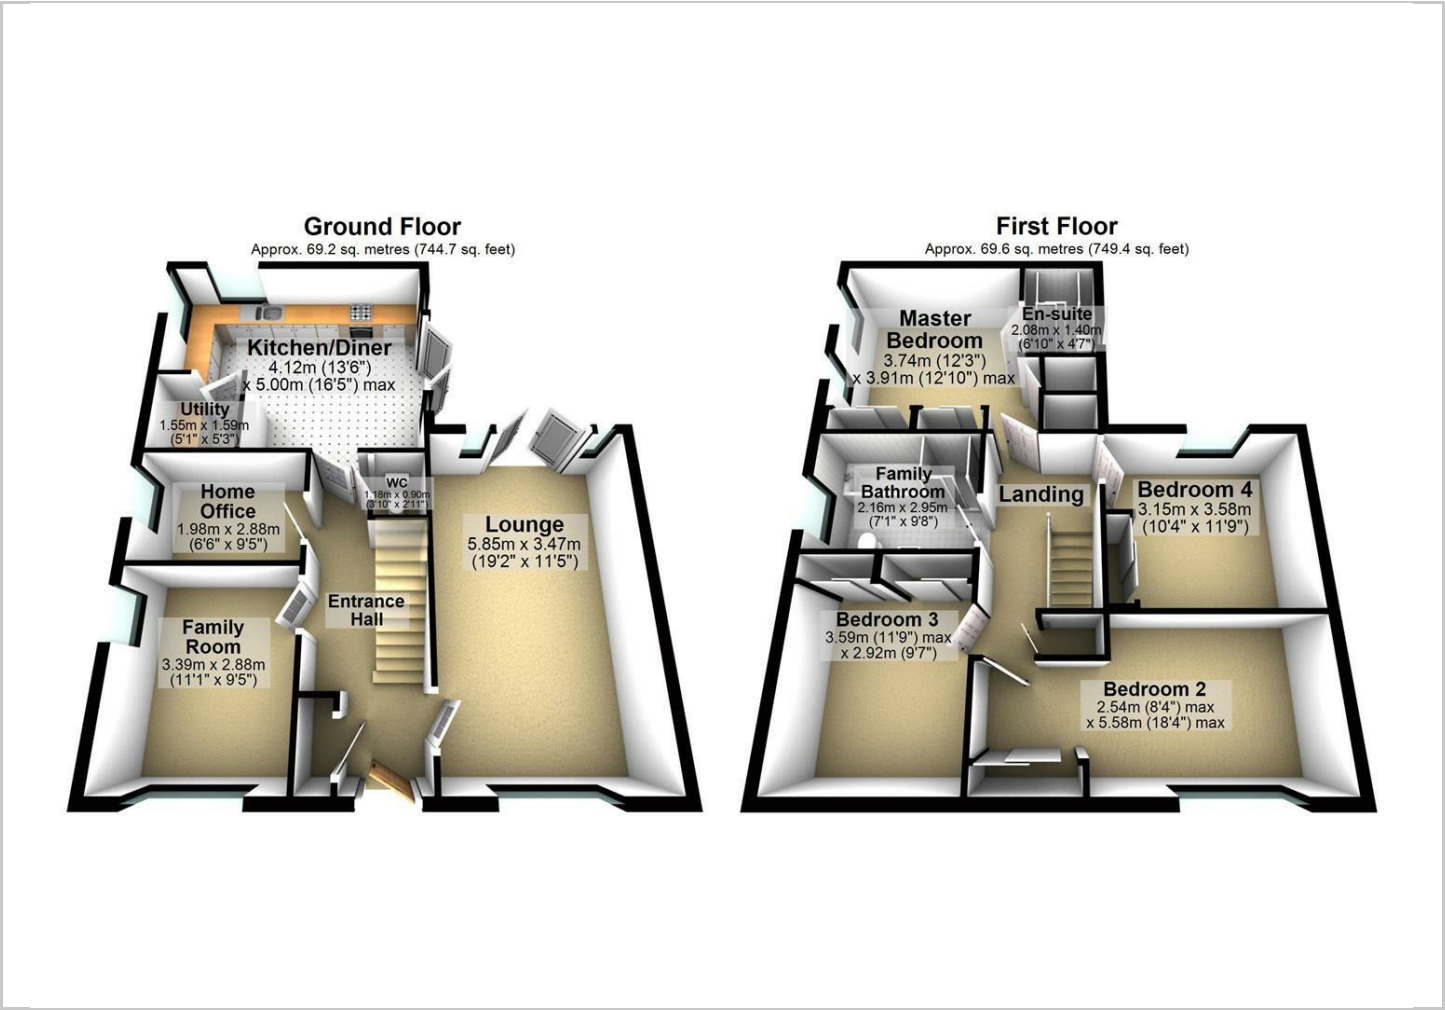 Ground Floor
Approx. 69.2 sq. metres (744.7 sq. feet)
Kitchen/Diner
4.12m (13'6")
x 5.00m (16'5") max
Utility
1.55m x 1.59m
(5'1" x 5'3")
WC
1.18m x 0.90m
(3'10" x 2'11")
Home
Office
1.98m x 2.88m
(6'6" x 9'5")
Lounge
5.85m x 3.47m
(19'2" x 11'5")
Entrance
Hall
Family
Room
3.39m x 2.88m
(11'1" x 9'5")
First Floor
Approx. 69.6 sq. metres (749.4 sq. feet)
Master
Bedroom
3.74m (12'3")
x 3.91m (12'10") max
En-suite
2.08m x 1.40m
(6'10" x 4'7")
Family
Bathroom
2.16m x 2.95m
(7'1" x 9'8")
Landing
Bedroom 4
3.15m x 3.58m
(10'4" x 11'9")
Bedroom 3
3.59m (11'9") max
x 2.92m (9'7")
Bedroom 2
2.54m (8'4") max
x 5.58m (18'4") max